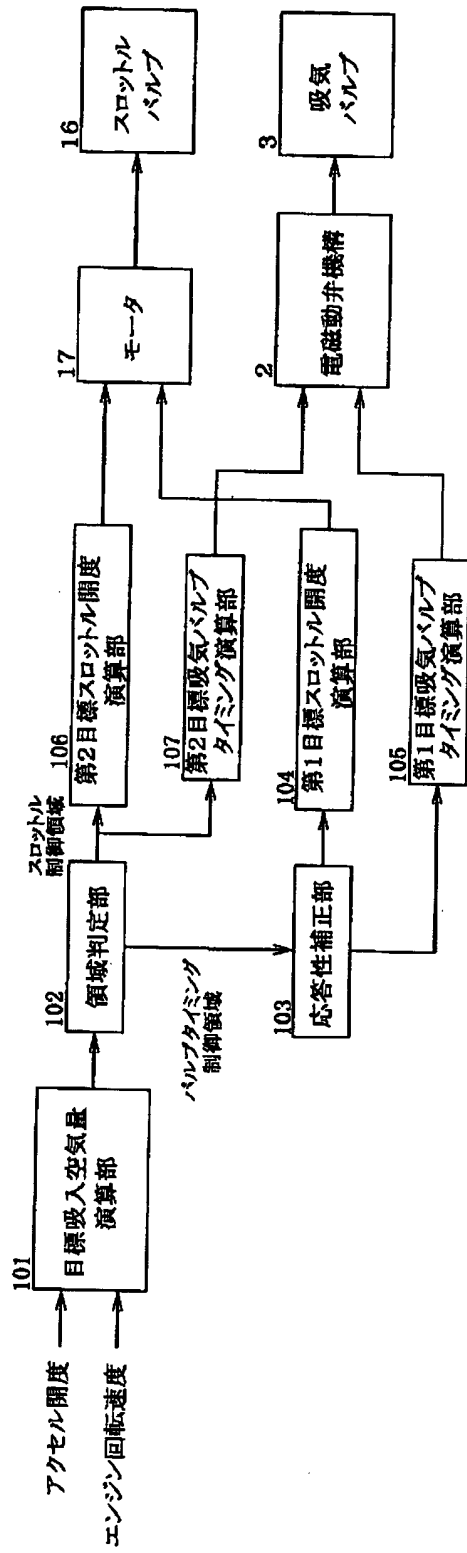 アクセル開度
エンジン回転速度
101
目標吸入空気量
演算部
102
領域判定部
スロットル
制御領域
バルブタイミング
制御領域
103
応答性補正部
106
第2目標スロットル開度
演算部
107
第2目標吸気バルブ
タイミング演算部
104
第1目標スロットル開度
演算部
105
第1目標吸気バルブ
タイミング演算部
17
モータ
2
電磁動弁機構
16
スロットル
バルブ
3
吸気
バルブ